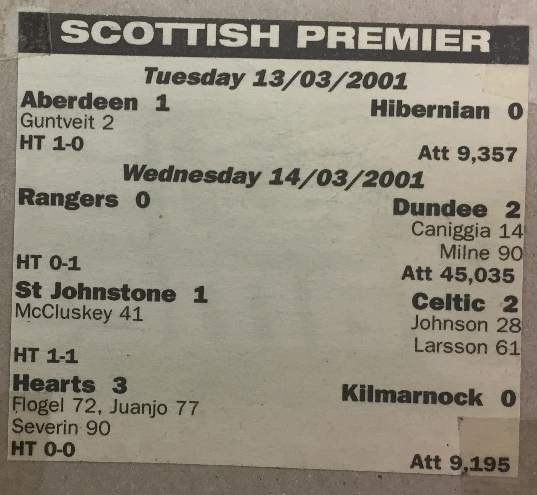 SCOTTISH PREMIER
Tuesday 13/03/2001
Aberdeen 1 Hibernian 0
Guntveit 2
HT 1-0 Att 9,357
Wednesday 14/03/2001
Rangers 0 Dundee 2
Caniggia 14
Milne 90
HT 0-1 Att 45,035
St Johnstone 1 Celtic 2
McCluskey 41 Johnson 28
Larsson 61
HT 1-1
Hearts 3 Kilmarnock 0
Flogel 72, Juanjo 77
Severin 90
HT 0-0 Att 9,195